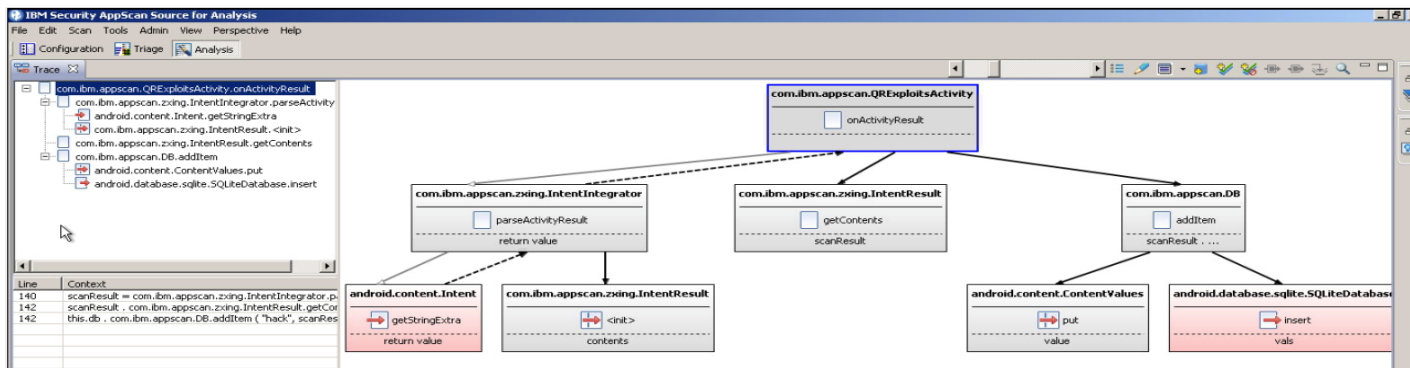 IBM Security AppScan Source for Analysis
File Edit Scan Tools Admin View Perspective Help
Configuration Triage Analysis
Trace
com.ibm.appscan.QRExploitsActivity.onActivityResult
com.ibm.appscan.zxing.IntentIntegrator.parseActivity
android.content.Intent.getStringExtra
com.ibm.appscan.zxing.IntentResult.<init>
com.ibm.appscan.zxing.IntentResult.getContents
com.ibm.appscan.DB.addItem
android.content.ContentValues.put
android.database.sqlite.SQLiteDatabase.insert
Line Context
140 scanResult = com.ibm.appscan.zxing.IntentIntegrator.p
142 scanResult . com.ibm.appscan.zxing.IntentResult.getCor
142 this.db . com.ibm.appscan.DB.addItem ( "hack", scanRes
com.ibm.appscan.QRExploitsActivity
onActivityResult
com.ibm.appscan.zxing.IntentIntegrator
parseActivityResult
return value
com.ibm.appscan.zxing.IntentResult
getContents
scanResult
com.ibm.appscan.DB
addItem
scanResult . ...
android.content.Intent
getStringExtra
return value
com.ibm.appscan.zxing.IntentResult
<init>
contents
android.content.ContentValues
put
value
android.database.sqlite.SQLiteDatabase
insert
vals